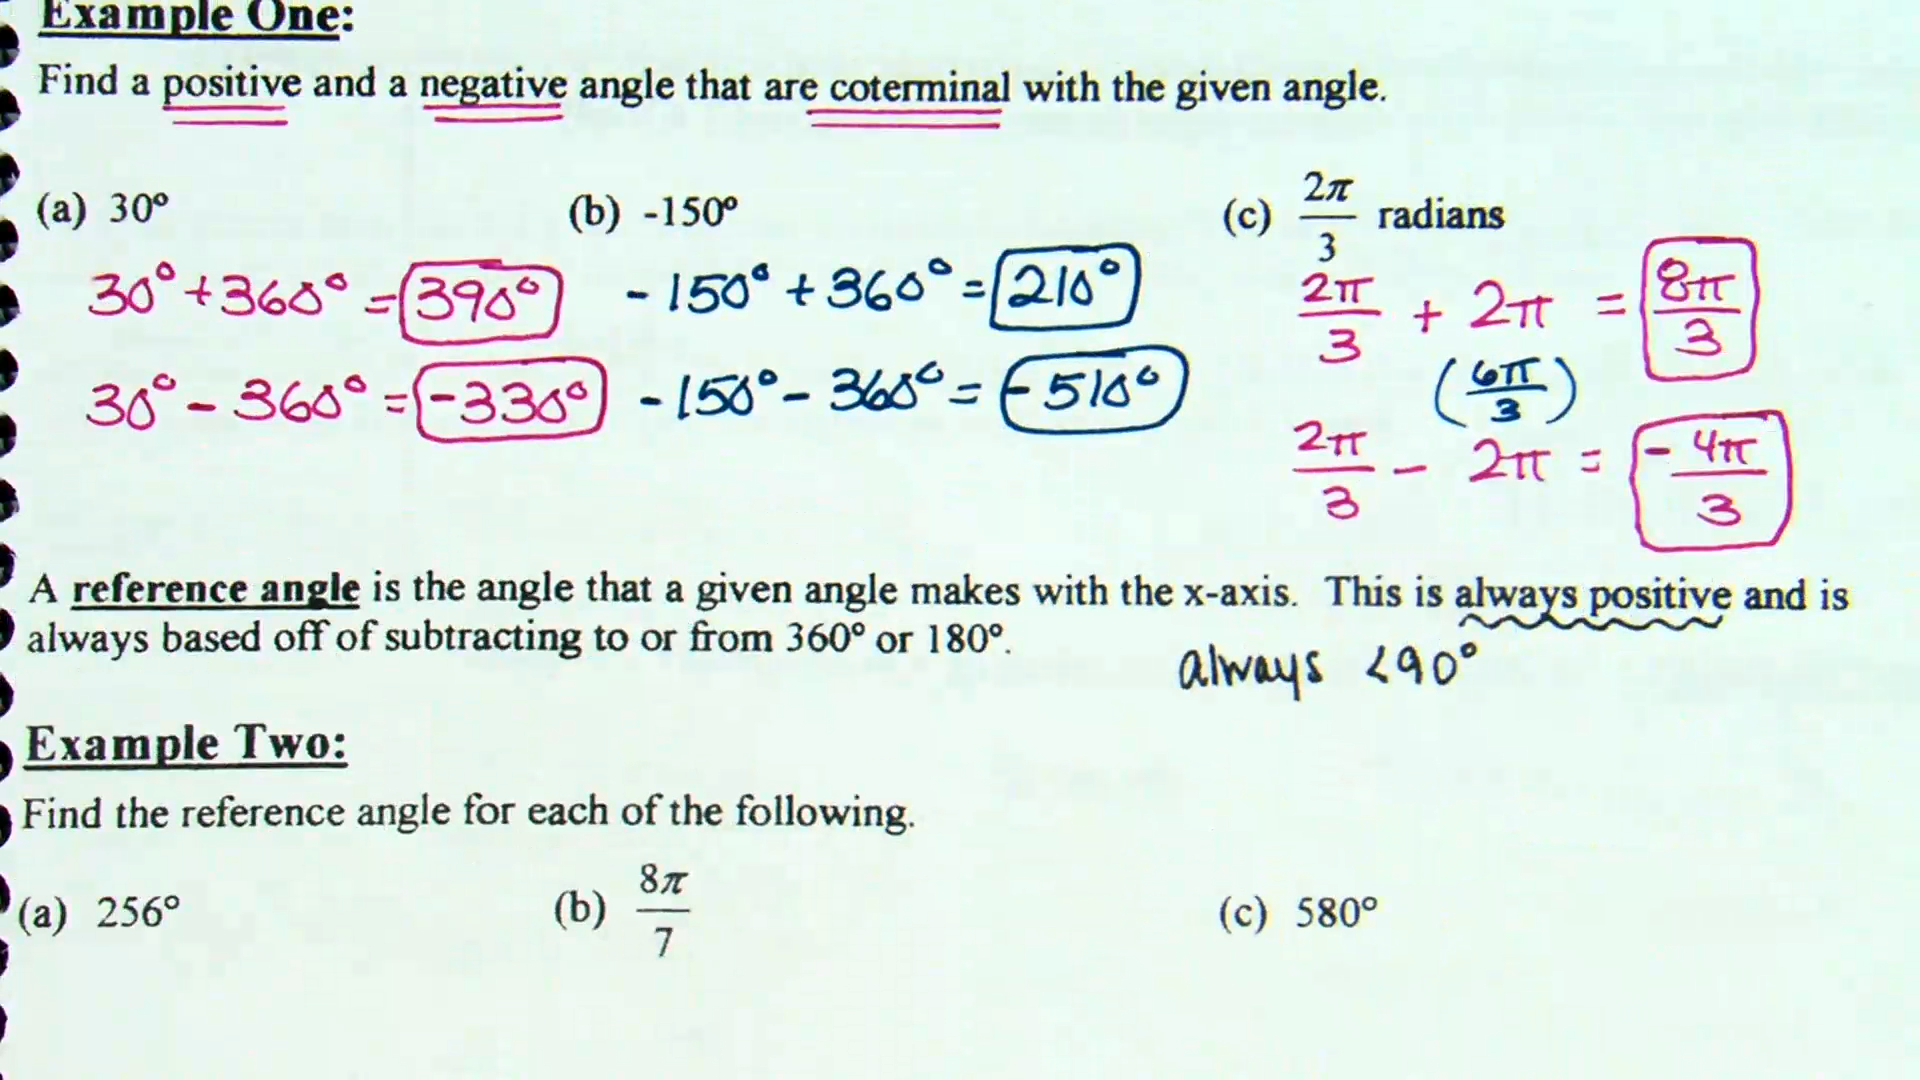 Example One:
Find a positive and a negative angle that are coterminal with the given angle.
(a) 30° (b) -150° (c) 2π/3 radians
30° + 360° = 390° -150° + 360° = 210° 2π/3 + 2π = 8π/3
(6π/3)
30° - 360° = -330° -150° - 360° = -510° 2π/3 - 2π = -4π/3
A reference angle is the angle that a given angle makes with the x-axis. This is always positive and is
always based off of subtracting to or from 360° or 180°.
always <90°
Example Two:
Find the reference angle for each of the following.
(a) 256° (b) 8π/7 (c) 580°